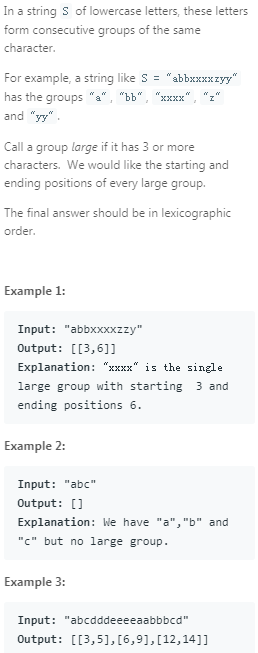 In a string S of lowercase letters, these letters
form consecutive groups of the same
character.
For example, a string like S = "abbxxxxzyy"
has the groups "a", "bb", "xxxx", "z"
and "yy".
Call a group large if it has 3 or more
characters. We would like the starting and
ending positions of every large group.
The final answer should be in lexicographic
order.
Example 1:
Input: "abbxxxxzzy"
Output: [[3,6]]
Explanation: "xxxx" is the single
large group with starting 3 and
ending positions 6.
Example 2:
Input: "abc"
Output: []
Explanation: We have "a","b" and
"c" but no large group.
Example 3:
Input: "abcdddeeeeaabbbcd"
Output: [[3,5],[6,9],[12,14]]